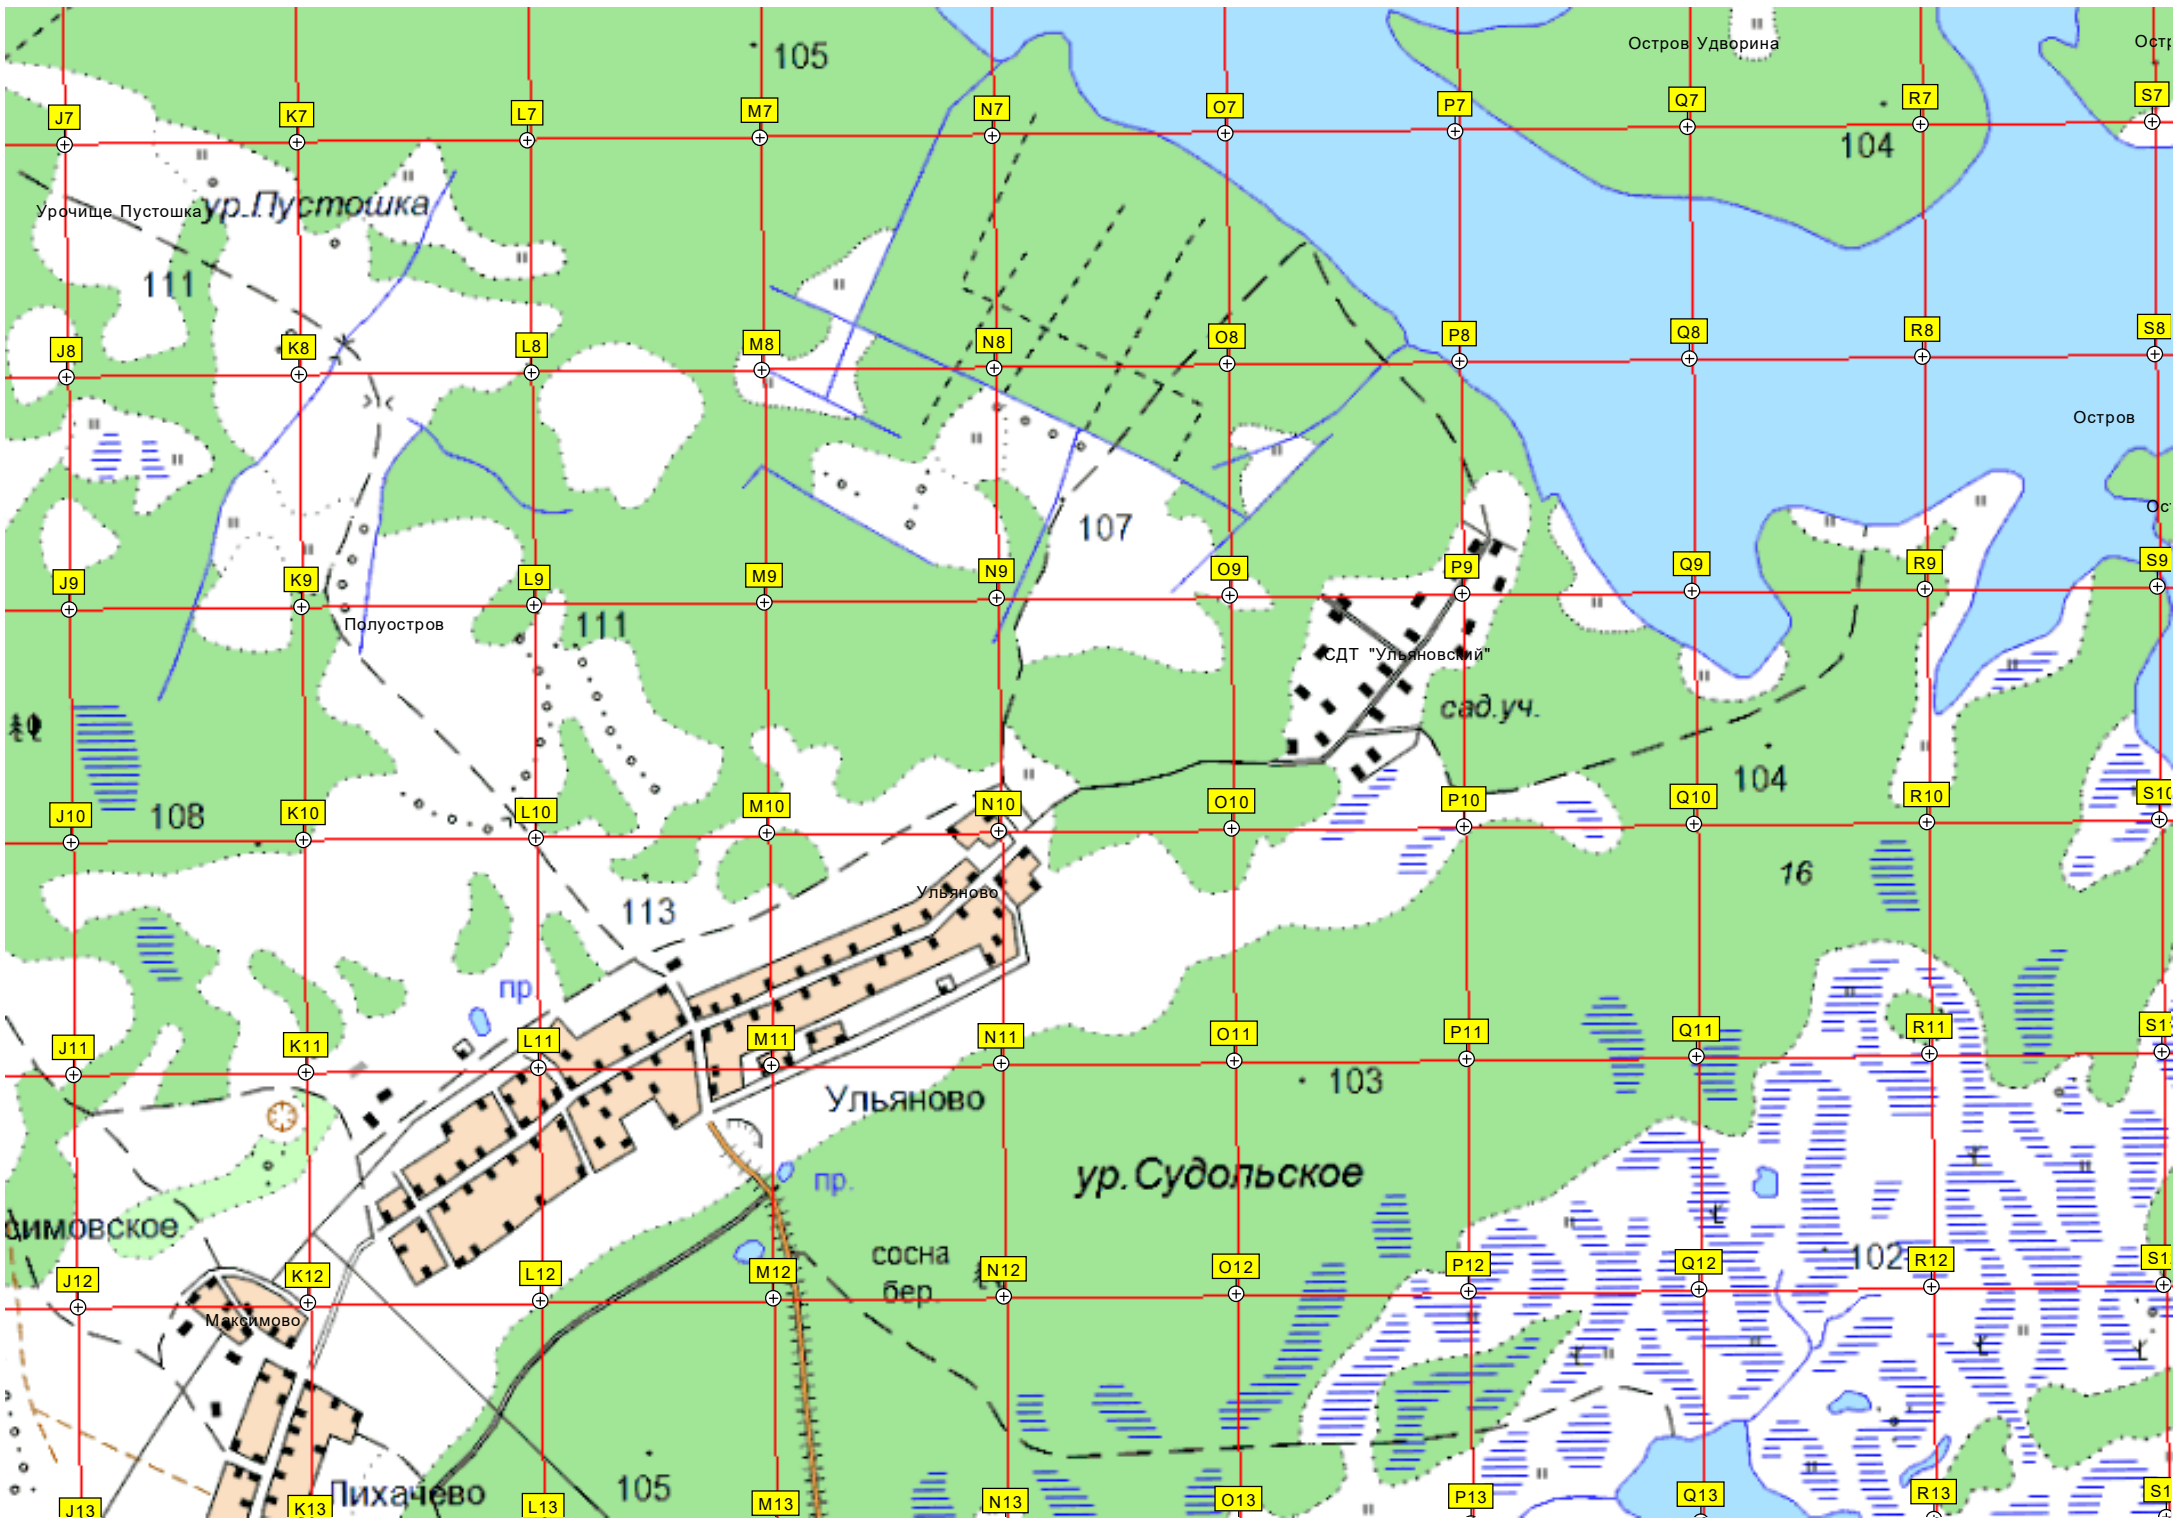 Остров Удворина
105
J7 K7 L7 M7 N7 O7 P7 Q7 R7 S7
104
Урочище Пустошка
ур.Пустошка
111
J8 K8 L8 M8 N8 O8 P8 Q8 R8 S8
Остров
107
J9 K9 L9 M9 N9 O9 P9 Q9 R9 S9
Полуостров
111
СДТ "Ульяновский"
сад.уч.
104
108
J10 K10 L10 M10 N10 O10 P10 Q10 R10 S10
16
Ульяново
113
пр
J11 K11 L11 M11 N11 O11 P11 Q11 R11
103
Ульяново
ур.Судольское
пр.
симовское
сосна
бер.
102
J12 K12 L12 M12 N12 O12 P12 Q12 R12
Максимово
Лихачево
105
J13 K13 L13 M13 N13 O13 P13 Q13 R13